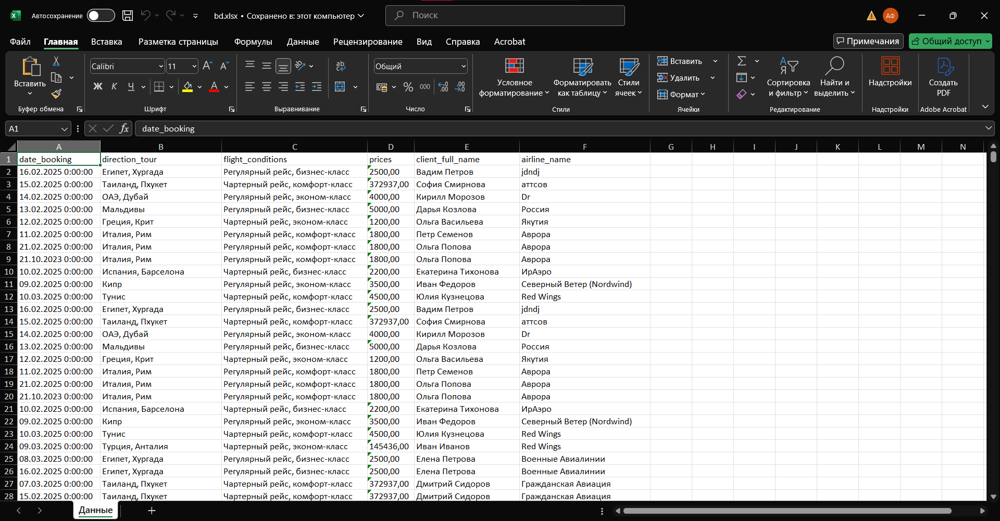 Автосохранение
bd.xlsx • Сохранено в: этот компьютер
Поиск
АФ
Файл Главная Вставка Разметка страницы Формулы Данные Рецензирование Вид Справка Acrobat Примечания Общий доступ
Вставить
Буфер обмена
Calibri 11
Ж К Ч
Шрифт
Выравнивание
Общий
% 000
Число
Условное форматирование
Форматировать как таблицу
Стили ячеек
Стили
Вставить
Удалить
Формат
Ячейки
Сортировка и фильтр
Найти и выделить
Редактирование
Надстройки
Надстройки
Создать PDF
Adobe Acrobat
A1 fx date_booking
A B C D E F G H I J K L M N
1 date_booking direction_tour flight_conditions prices client_full_name airline_name
2 16.02.2025 0:00:00 Египет, Хургада Регулярный рейс, бизнес-класс 2500,00 Вадим Петров jdndj
3 15.02.2025 0:00:00 Таиланд, Пхукет Чартерный рейс, комфорт-класс 372937,00 София Смирнова аттсов
4 14.02.2025 0:00:00 ОАЭ, Дубай Регулярный рейс, эконом-класс 4000,00 Кирилл Морозов Dr
5 13.02.2025 0:00:00 Мальдивы Регулярный рейс, бизнес-класс 5000,00 Дарья Козлова Россия
6 12.02.2025 0:00:00 Греция, Крит Чартерный рейс, эконом-класс 1200,00 Ольга Васильева Якутия
7 11.02.2025 0:00:00 Италия, Рим Регулярный рейс, комфорт-класс 1800,00 Петр Семенов Аврора
8 21.02.2025 0:00:00 Италия, Рим Регулярный рейс, комфорт-класс 1800,00 Ольга Попова Аврора
9 21.10.2023 0:00:00 Италия, Рим Регулярный рейс, комфорт-класс 1800,00 Ольга Попова Аврора
10 10.02.2025 0:00:00 Испания, Барселона Чартерный рейс, бизнес-класс 2200,00 Екатерина Тихонова ИрАэро
11 09.02.2025 0:00:00 Кипр Регулярный рейс, эконом-класс 3500,00 Иван Федоров Северный Ветер (Nordwind)
12 10.03.2025 0:00:00 Тунис Чартерный рейс, комфорт-класс 4500,00 Юлия Кузнецова Red Wings
13 16.02.2025 0:00:00 Египет, Хургада Регулярный рейс, бизнес-класс 2500,00 Вадим Петров jdndj
14 15.02.2025 0:00:00 Таиланд, Пхукет Чартерный рейс, комфорт-класс 372937,00 София Смирнова аттсов
15 14.02.2025 0:00:00 ОАЭ, Дубай Регулярный рейс, эконом-класс 4000,00 Кирилл Морозов Dr
16 13.02.2025 0:00:00 Мальдивы Регулярный рейс, бизнес-класс 5000,00 Дарья Козлова Россия
17 12.02.2025 0:00:00 Греция, Крит Чартерный рейс, эконом-класс 1200,00 Ольга Васильева Якутия
18 11.02.2025 0:00:00 Италия, Рим Регулярный рейс, комфорт-класс 1800,00 Петр Семенов Аврора
19 21.02.2025 0:00:00 Италия, Рим Регулярный рейс, комфорт-класс 1800,00 Ольга Попова Аврора
20 21.10.2023 0:00:00 Италия, Рим Регулярный рейс, комфорт-класс 1800,00 Ольга Попова Аврора
21 10.02.2025 0:00:00 Испания, Барселона Чартерный рейс, бизнес-класс 2200,00 Екатерина Тихонова ИрАэро
22 09.02.2025 0:00:00 Кипр Регулярный рейс, эконом-класс 3500,00 Иван Федоров Северный Ветер (Nordwind)
23 10.03.2025 0:00:00 Тунис Чартерный рейс, комфорт-класс 4500,00 Юлия Кузнецова Red Wings
24 09.03.2025 0:00:00 Турция, Анталия Чартерный рейс, эконом-класс 145436,00 Иван Иванов Red Wings
25 08.03.2025 0:00:00 Египет, Хургада Регулярный рейс, бизнес-класс 2500,00 Елена Петрова Военные Авиалинии
26 16.02.2025 0:00:00 Египет, Хургада Регулярный рейс, бизнес-класс 2500,00 Елена Петрова Военные Авиалинии
27 07.03.2025 0:00:00 Таиланд, Пхукет Чартерный рейс, комфорт-класс 372937,00 Дмитрий Сидоров Гражданская Авиация
28 15.02.2025 0:00:00 Таиланд, Пхукет Чартерный рейс, комфорт-класс 372937,00 Дмитрий Сидоров Гражданская Авиация
Данные